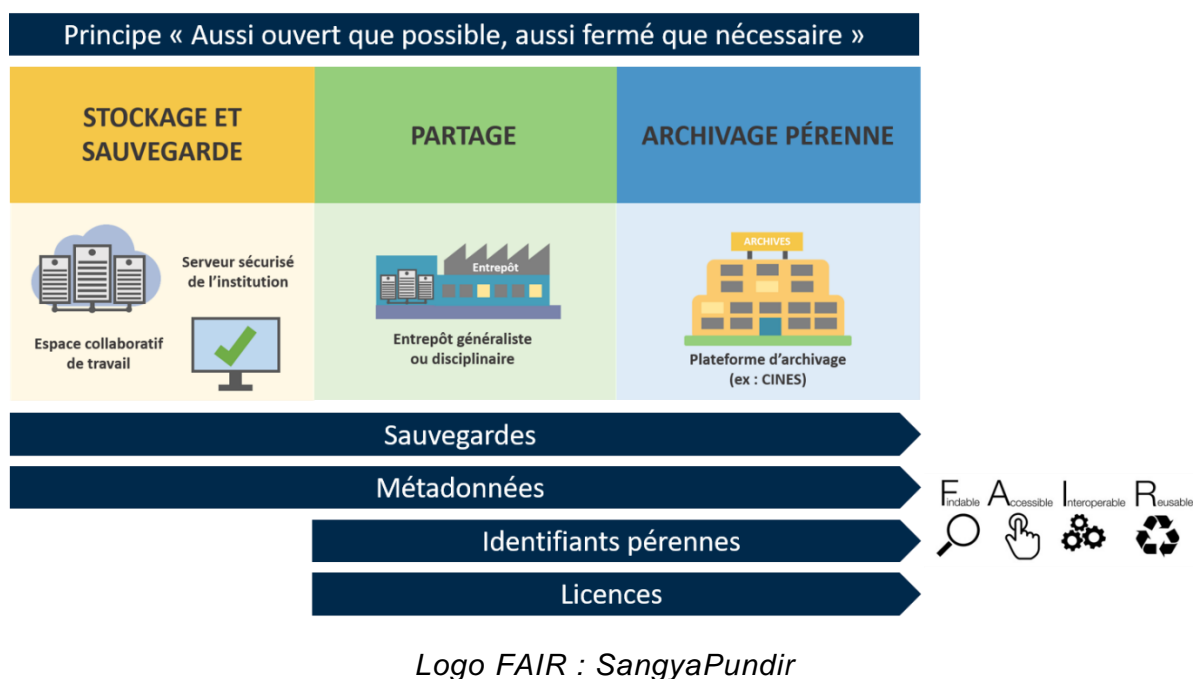 Principe « Aussi ouvert que possible, aussi fermé que nécessaire »
STOCKAGE ET
SAUVEGARDE
PARTAGE
ARCHIVAGE PÉRENNE
Serveur sécurisé
de l’institution
Espace collaboratif
de travail
Entrepôt
Entrepôt généraliste
ou disciplinaire
ARCHIVES
Plateforme d’archivage
(ex : CINES)
Sauvegardes
Métadonnées
Identifiants pérennes
Licences
Findable Accessible Interoperable Reusable
Logo FAIR : SangyaPundir